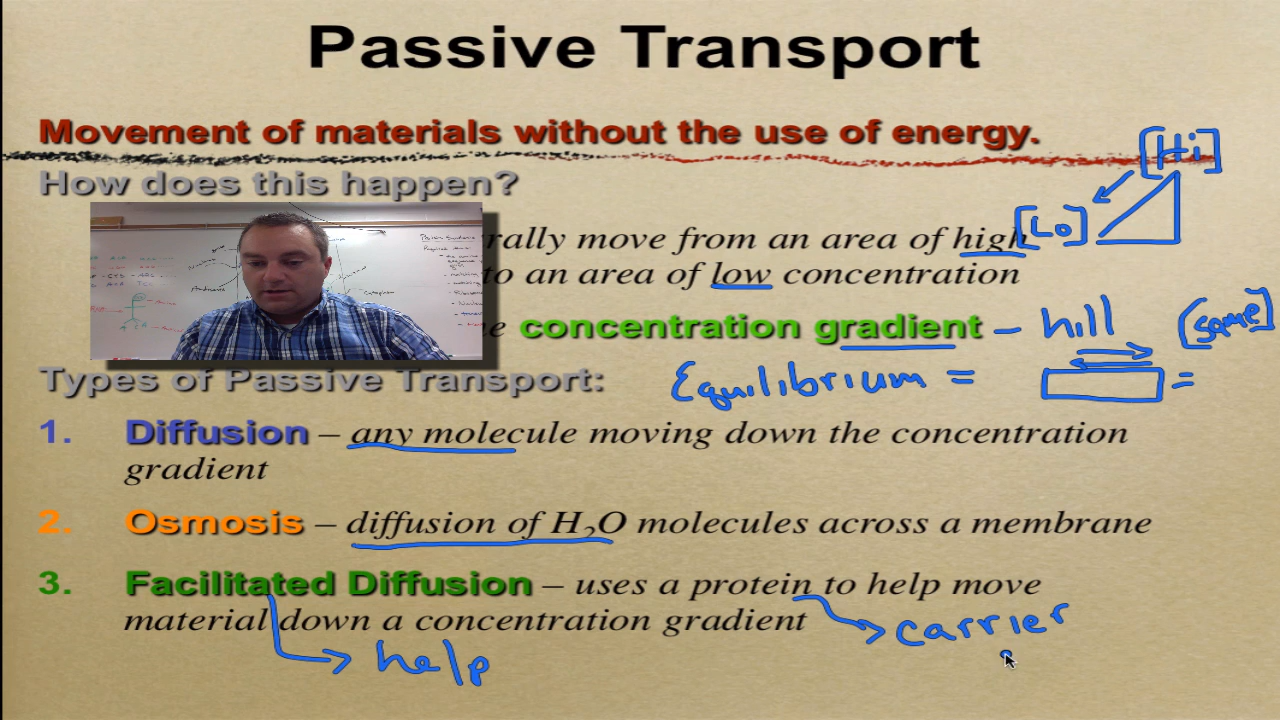 Passive Transport
Movement of materials without the use of energy.
[Hi]
How does this happen?
rally move from an area of high [Lo]
to an area of low concentration
concentration gradient – hill [same]
Types of Passive Transport: Equilibrium = =
1. Diffusion – any molecule moving down the concentration
gradient
2. Osmosis – diffusion of H₂O molecules across a membrane
3. Facilitated Diffusion – uses a protein to help move
material down a concentration gradient
carrier
help